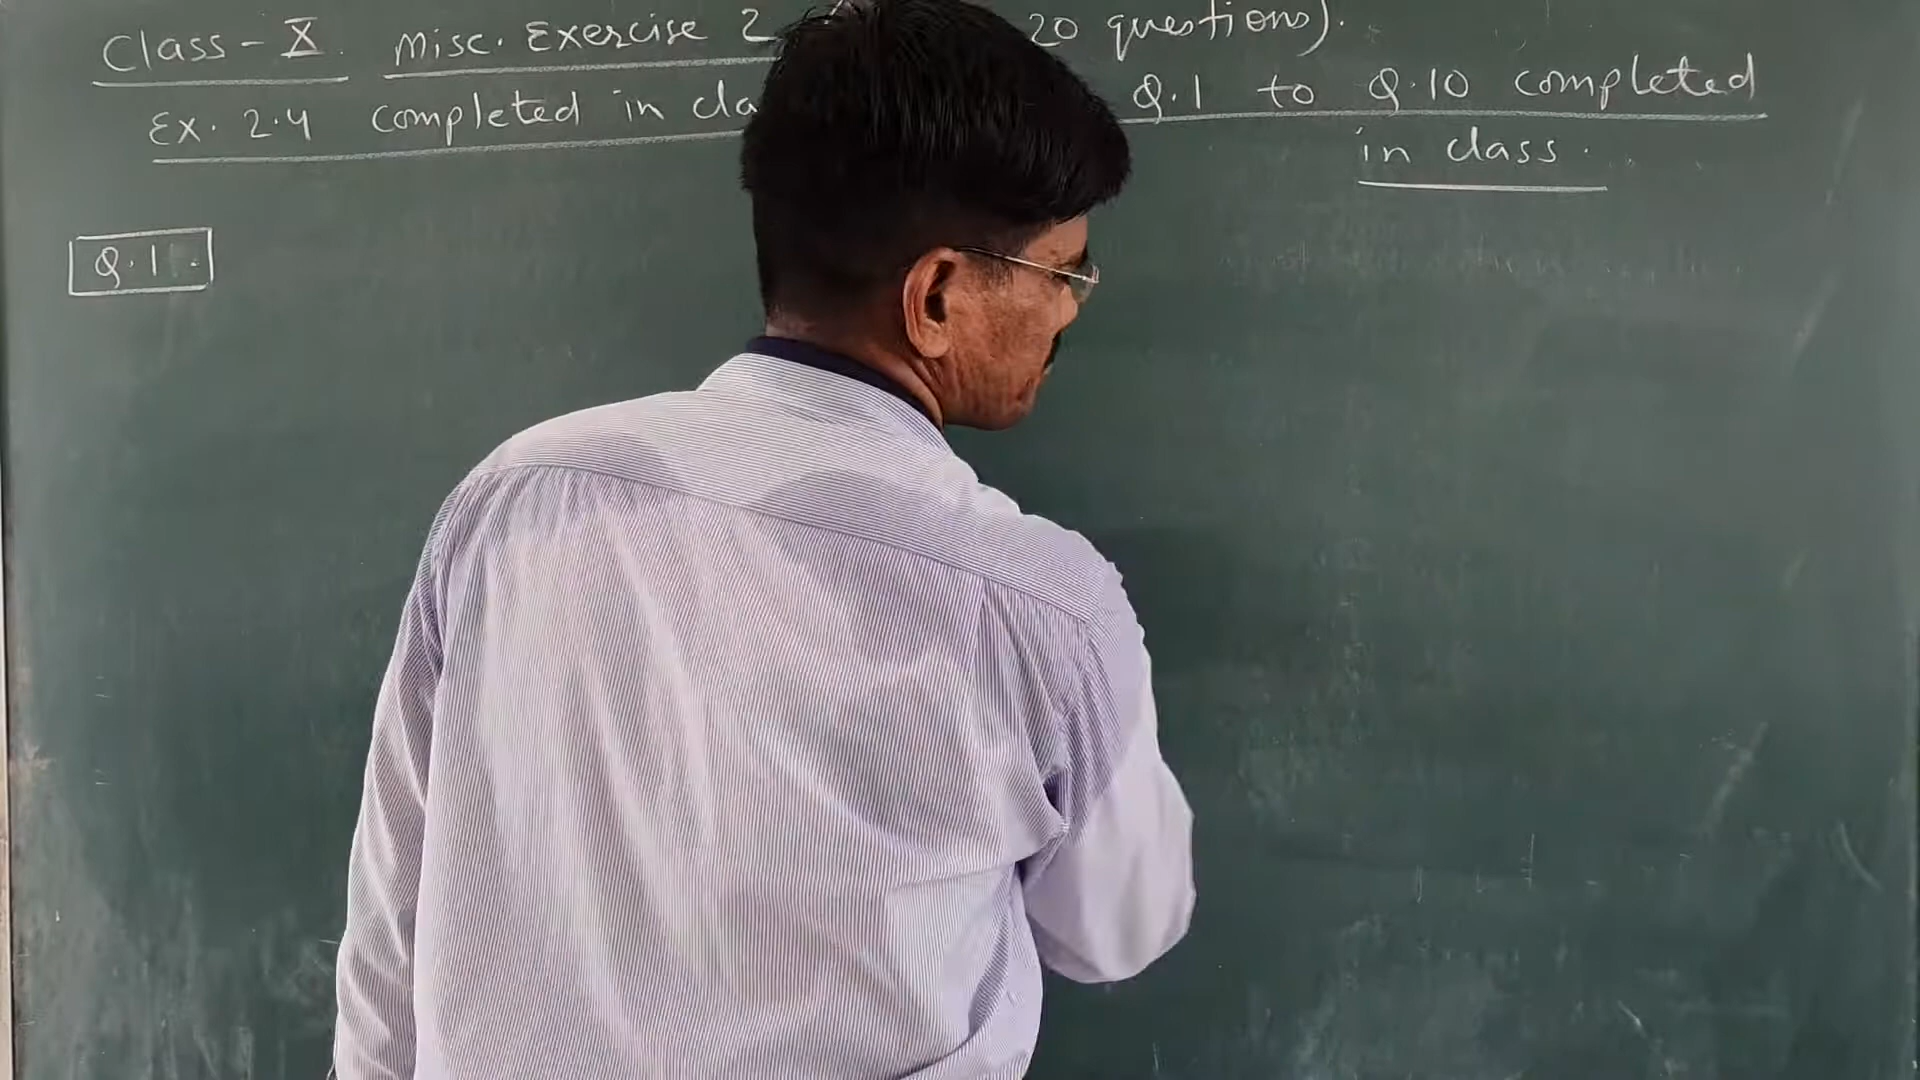 Class - X Misc. Exercise 2 20 questions).
Ex. 2.4 completed in Q.1 to Q.10 completed
in class.
Q.1.